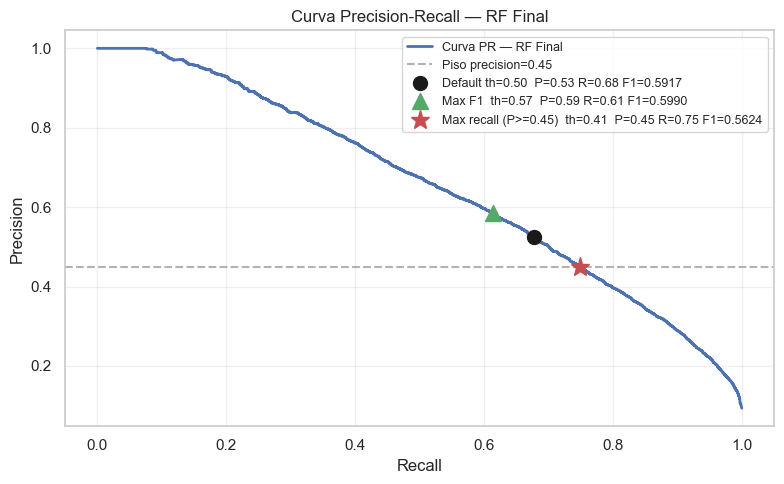 Curva Precision-Recall — RF Final
Curva PR — RF Final
Piso precision=0.45
Default th=0.50  P=0.53 R=0.68 F1=0.5917
Max F1  th=0.57  P=0.59 R=0.61 F1=0.5990
Max recall (P>=0.45)  th=0.41  P=0.45 R=0.75 F1=0.5624
Precision
1.0
0.8
0.6
0.4
0.2
0.0 0.2 0.4 0.6 0.8 1.0
Recall